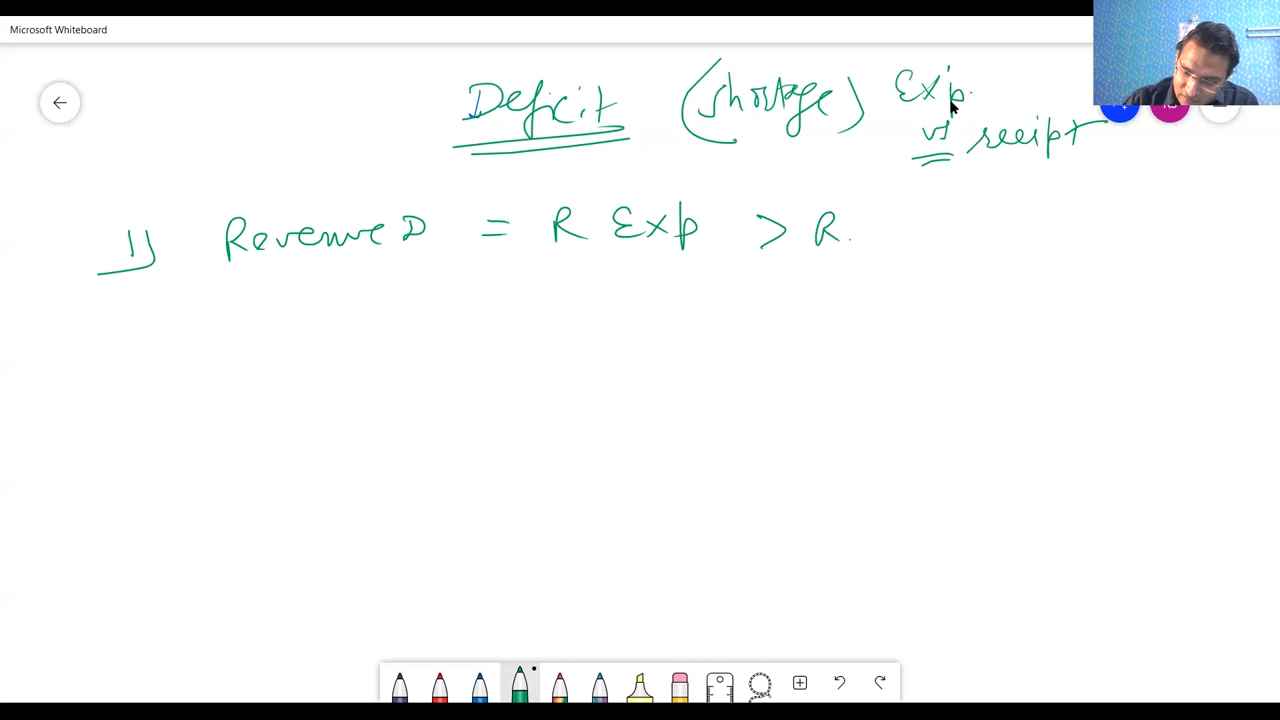 Microsoft Whiteboard
Deficit (shortage) Exp.
vs receipt
1) Revenue D = R Exp > R.